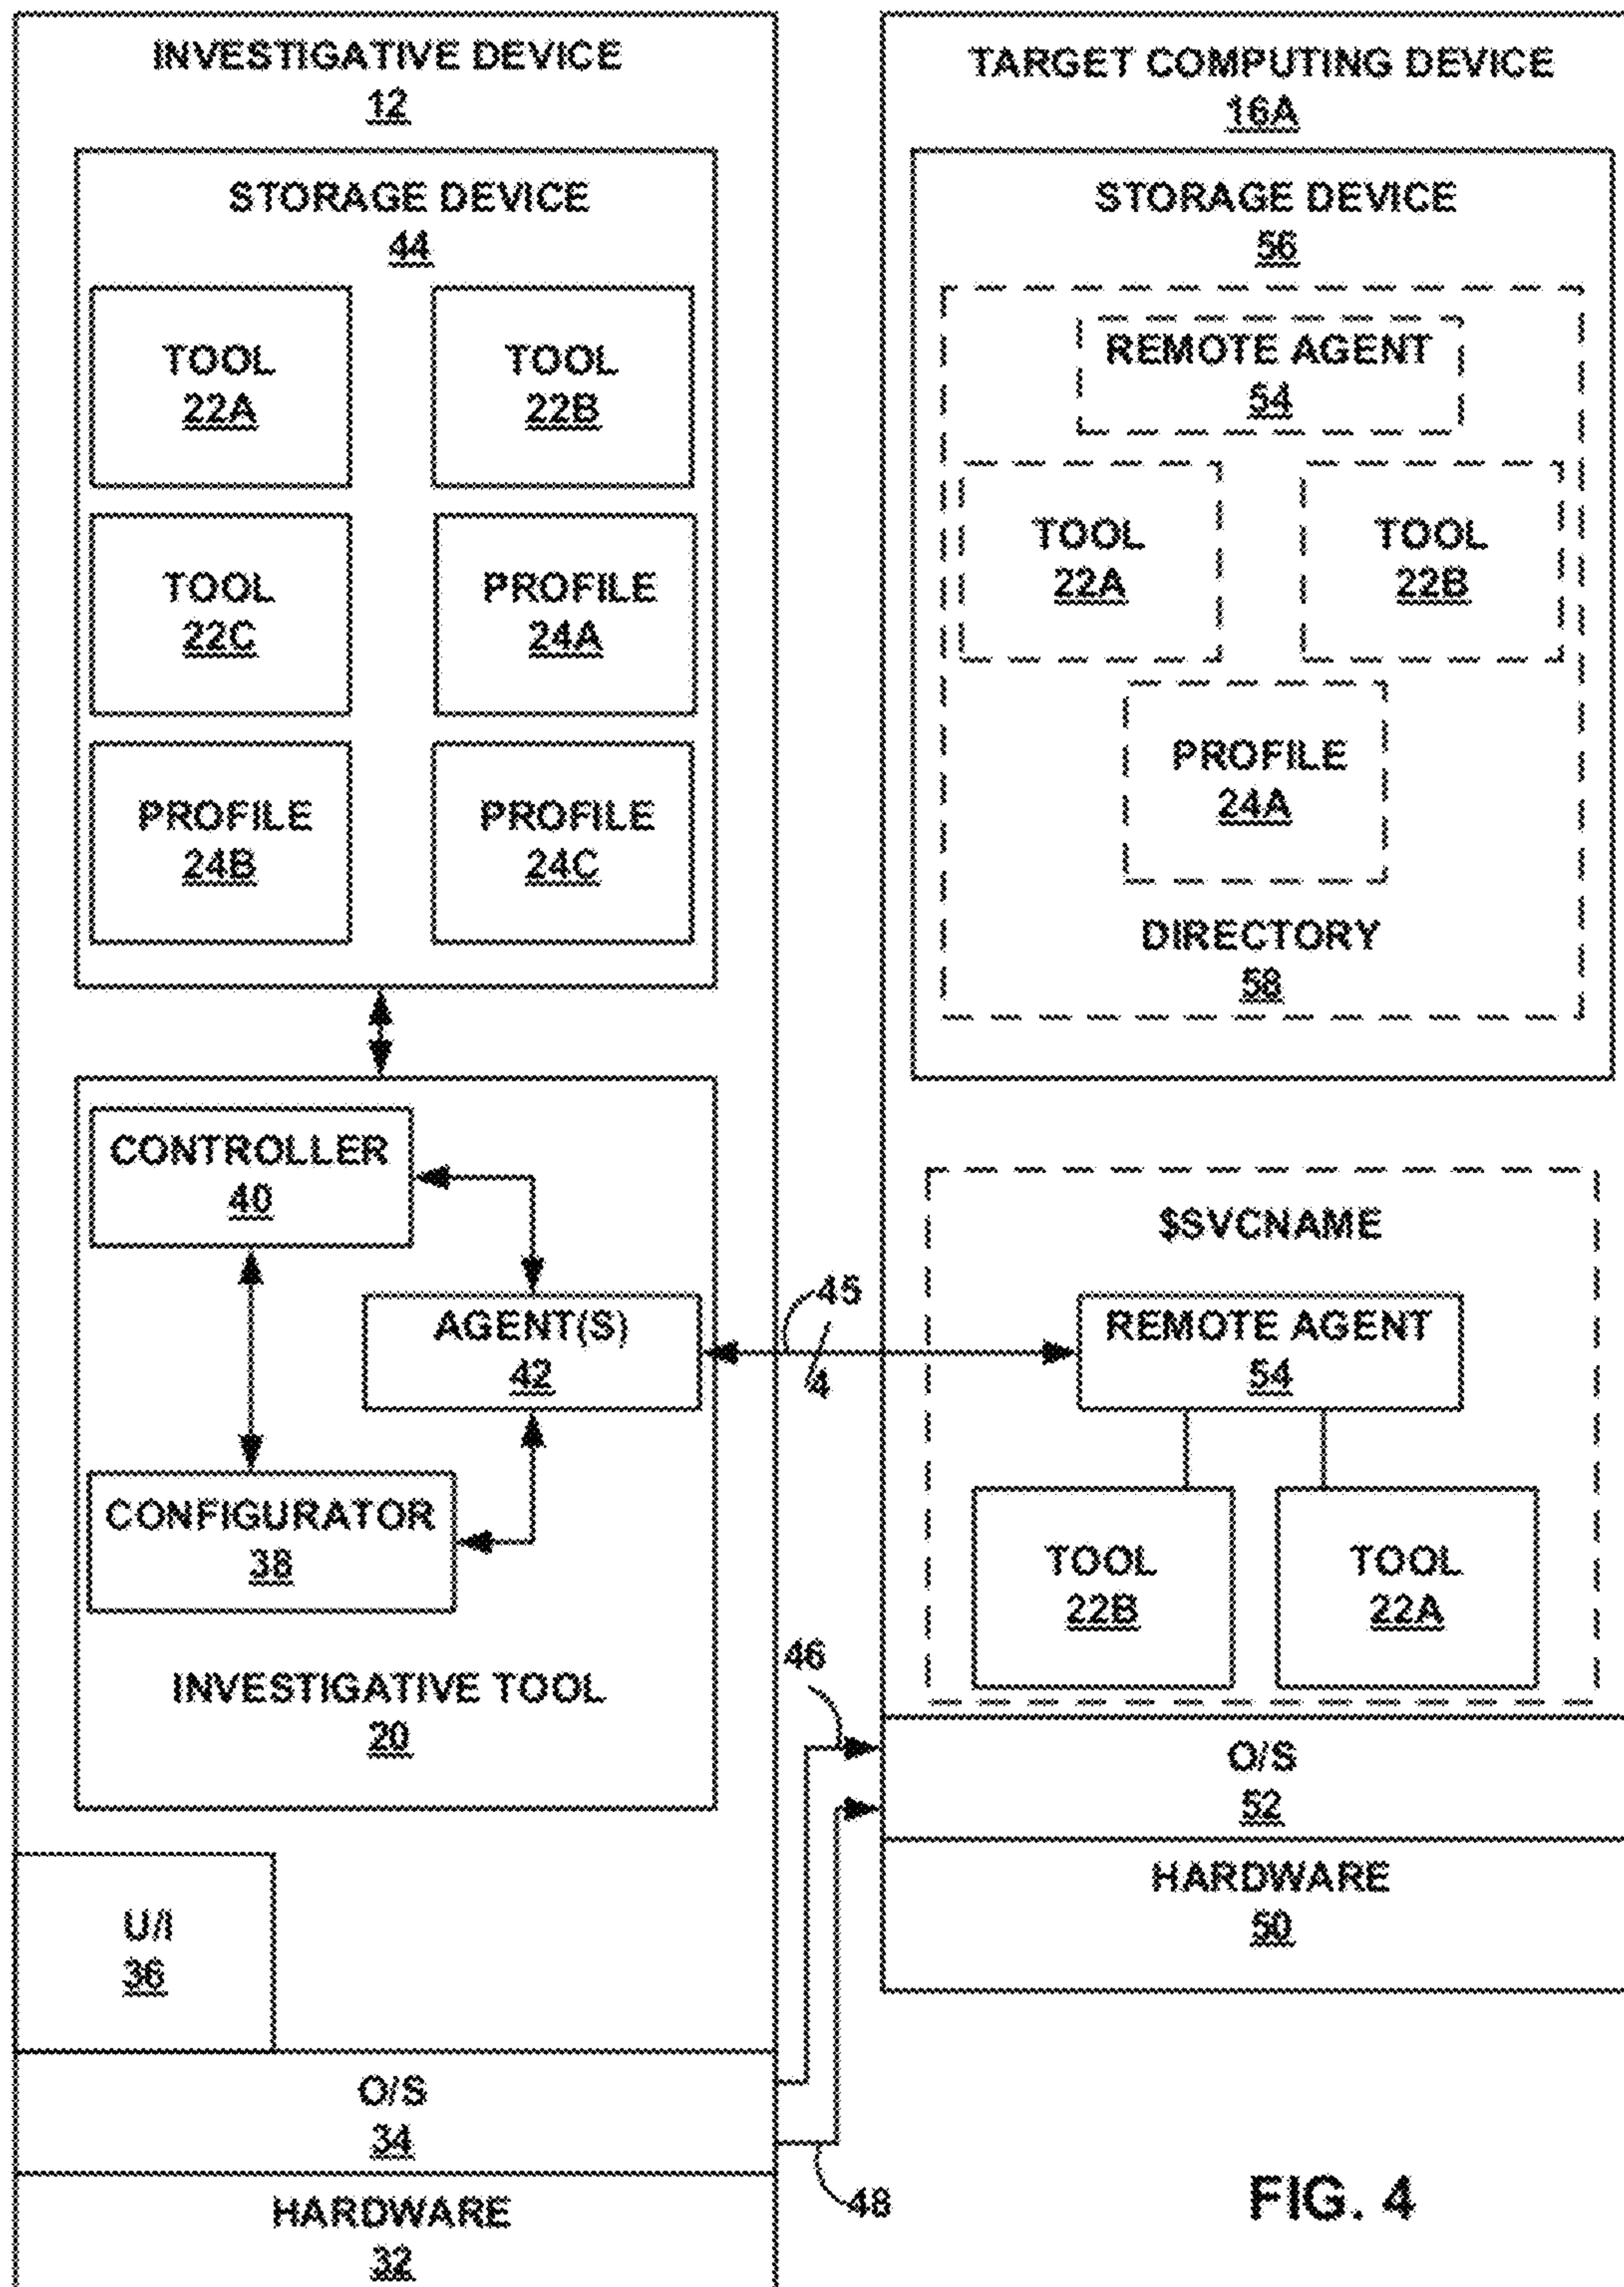 INVESTIGATIVE DEVICE
12
STORAGE DEVICE
44
TOOL
22A
TOOL
22B
TOOL
22C
PROFILE
24A
PROFILE
24B
PROFILE
24C
CONTROLLER
40
AGENT(S)
42
CONFIGURATOR
38
INVESTIGATIVE TOOL
20
U/I
36
O/S
34
HARDWARE
32
45
4
46
48
TARGET COMPUTING DEVICE
16A
STORAGE DEVICE
56
REMOTE AGENT
54
TOOL
22A
TOOL
22B
PROFILE
24A
DIRECTORY
58
$SVCNAME
REMOTE AGENT
54
TOOL
22B
TOOL
22A
O/S
52
HARDWARE
50
FIG. 4